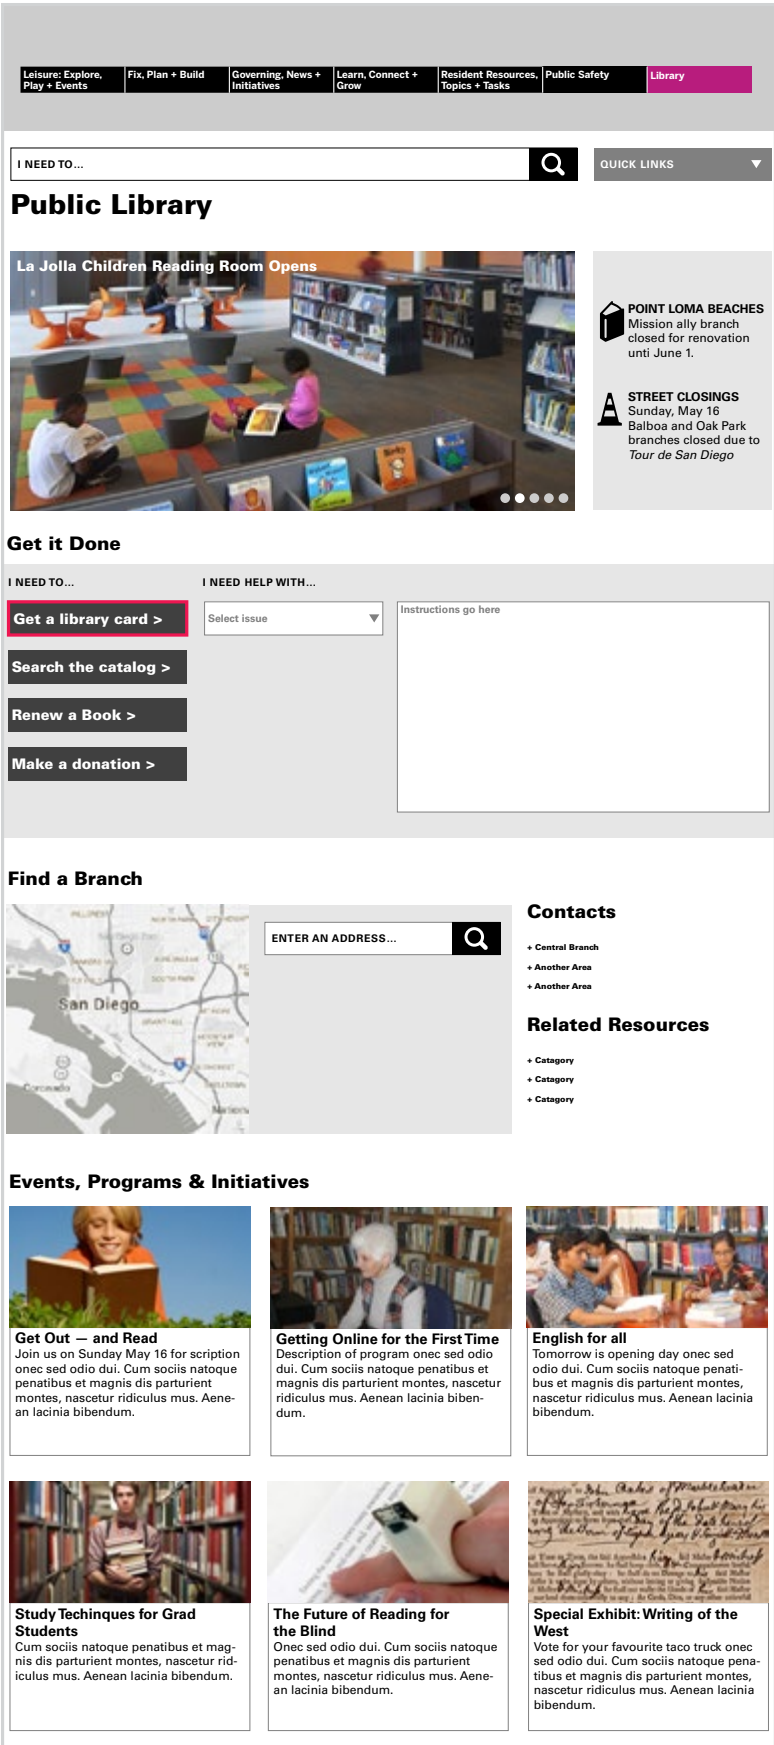 Leisure: Explore,
Play + Events
Fix, Plan + Build
Governing, News +
Initiatives
Learn, Connect +
Grow
Resident Resources,
Topics + Tasks
Public Safety
Library
I NEED TO...
QUICK LINKS
Public Library
La Jolla Children Reading Room Opens
POINT LOMA BEACHES
Mission ally branch
closed for renovation
unti June 1.
STREET CLOSINGS
Sunday, May 16
Balboa and Oak Park
branches closed due to
Tour de San Diego
Get it Done
I NEED TO...
I NEED HELP WITH...
Get a library card >
Search the catalog >
Renew a Book >
Make a donation >
Select issue
Instructions go here
Find a Branch
San Diego
Coronado
ENTER AN ADDRESS...
Contacts
+ Central Branch
+ Another Area
+ Another Area
Related Resources
+ Catagory
+ Catagory
+ Catagory
Events, Programs & Initiatives
Get Out — and Read
Join us on Sunday May 16 for scription
onec sed odio dui. Cum sociis natoque
penatibus et magnis dis parturient
montes, nascetur ridiculus mus. Aene-
an lacinia bibendum.
Getting Online for the First Time
Description of program onec sed odio
dui. Cum sociis natoque penatibus et
magnis dis parturient montes, nascetur
ridiculus mus. Aenean lacinia biben-
dum.
English for all
Tomorrow is opening day onec sed
odio dui. Cum sociis natoque penati-
bus et magnis dis parturient montes,
nascetur ridiculus mus. Aenean lacinia
bibendum.
Study Techinques for Grad
Students
Cum sociis natoque penatibus et mag-
nis dis parturient montes, nascetur rid-
iculus mus. Aenean lacinia bibendum.
The Future of Reading for
the Blind
Onec sed odio dui. Cum sociis natoque
penatibus et magnis dis parturient
montes, nascetur ridiculus mus. Aene-
an lacinia bibendum.
Special Exhibit: Writing of the
West
Vote for your favourite taco truck onec
sed odio dui. Cum sociis natoque pena-
tibus et magnis dis parturient montes,
nascetur ridiculus mus. Aenean lacinia
bibendum.